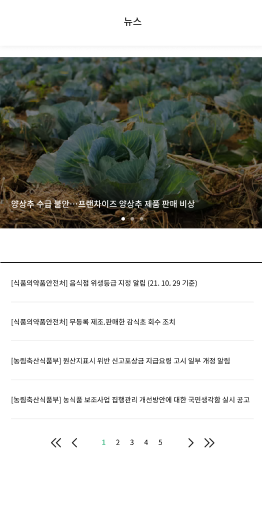 뉴스
양상추 수급 불안…프랜차이즈 양상추 제품 판매 비상
[식품의약품안전처] 음식점 위생등급 지정 알림 (21. 10. 29 기준)
[식품의약품안전처] 무등록 제조,판매한 감식초 회수 조치
[농림축산식품부] 원산지표시 위반 신고포상금 지급요령 고시 일부 개정 알림
[농림축산식품부] 농식품 보조사업 집행관리 개선방안에 대한 국민생각함 실시 공고
1 2 3 4 5